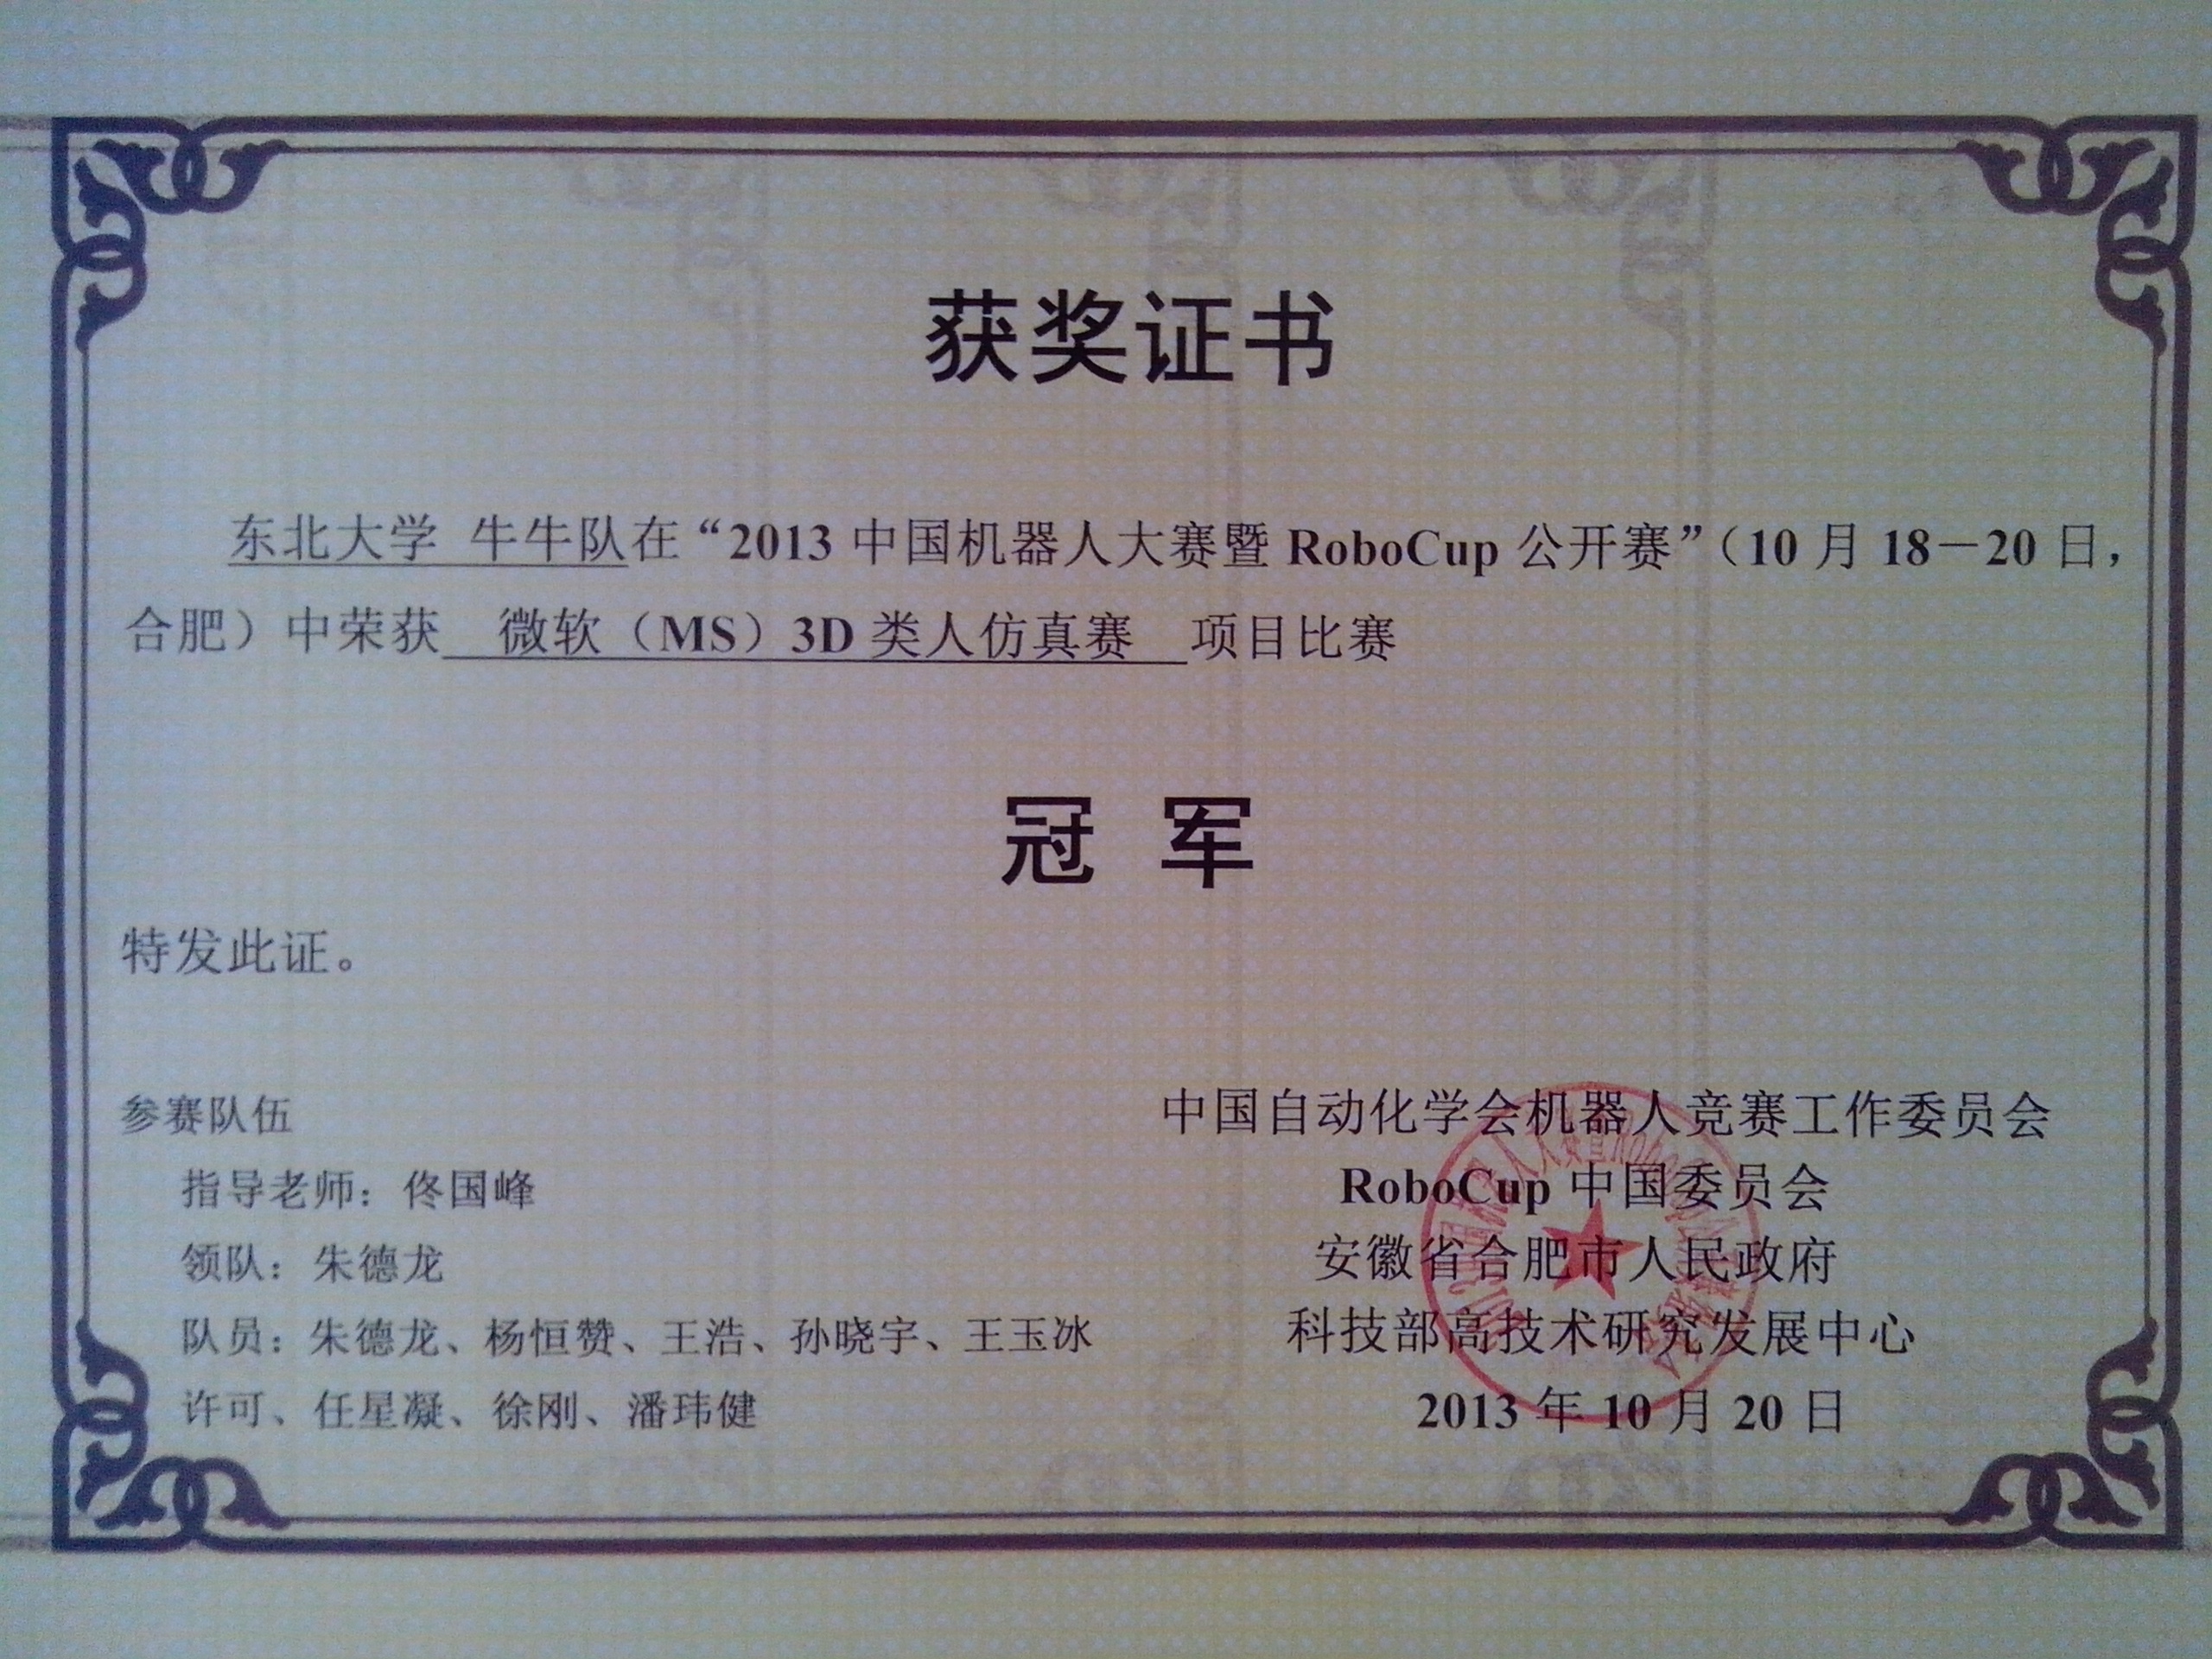 获奖证书
东北大学 牛牛队在“2013 中国机器人大赛暨 RoboCup 公开赛”（10 月 18－20 日，
合肥）中荣获 微软（MS）3D 类人仿真赛 项目比赛
冠 军
特发此证。
参赛队伍
指导老师：佟国峰
领队：朱德龙
队员：朱德龙、杨恒赞、王浩、孙晓宇、王玉冰
许可、任星凝、徐刚、潘玮健
中国自动化学会机器人竞赛工作委员会
RoboCup 中国委员会
安徽省合肥市人民政府
科技部高技术研究发展中心
2013 年 10 月 20 日